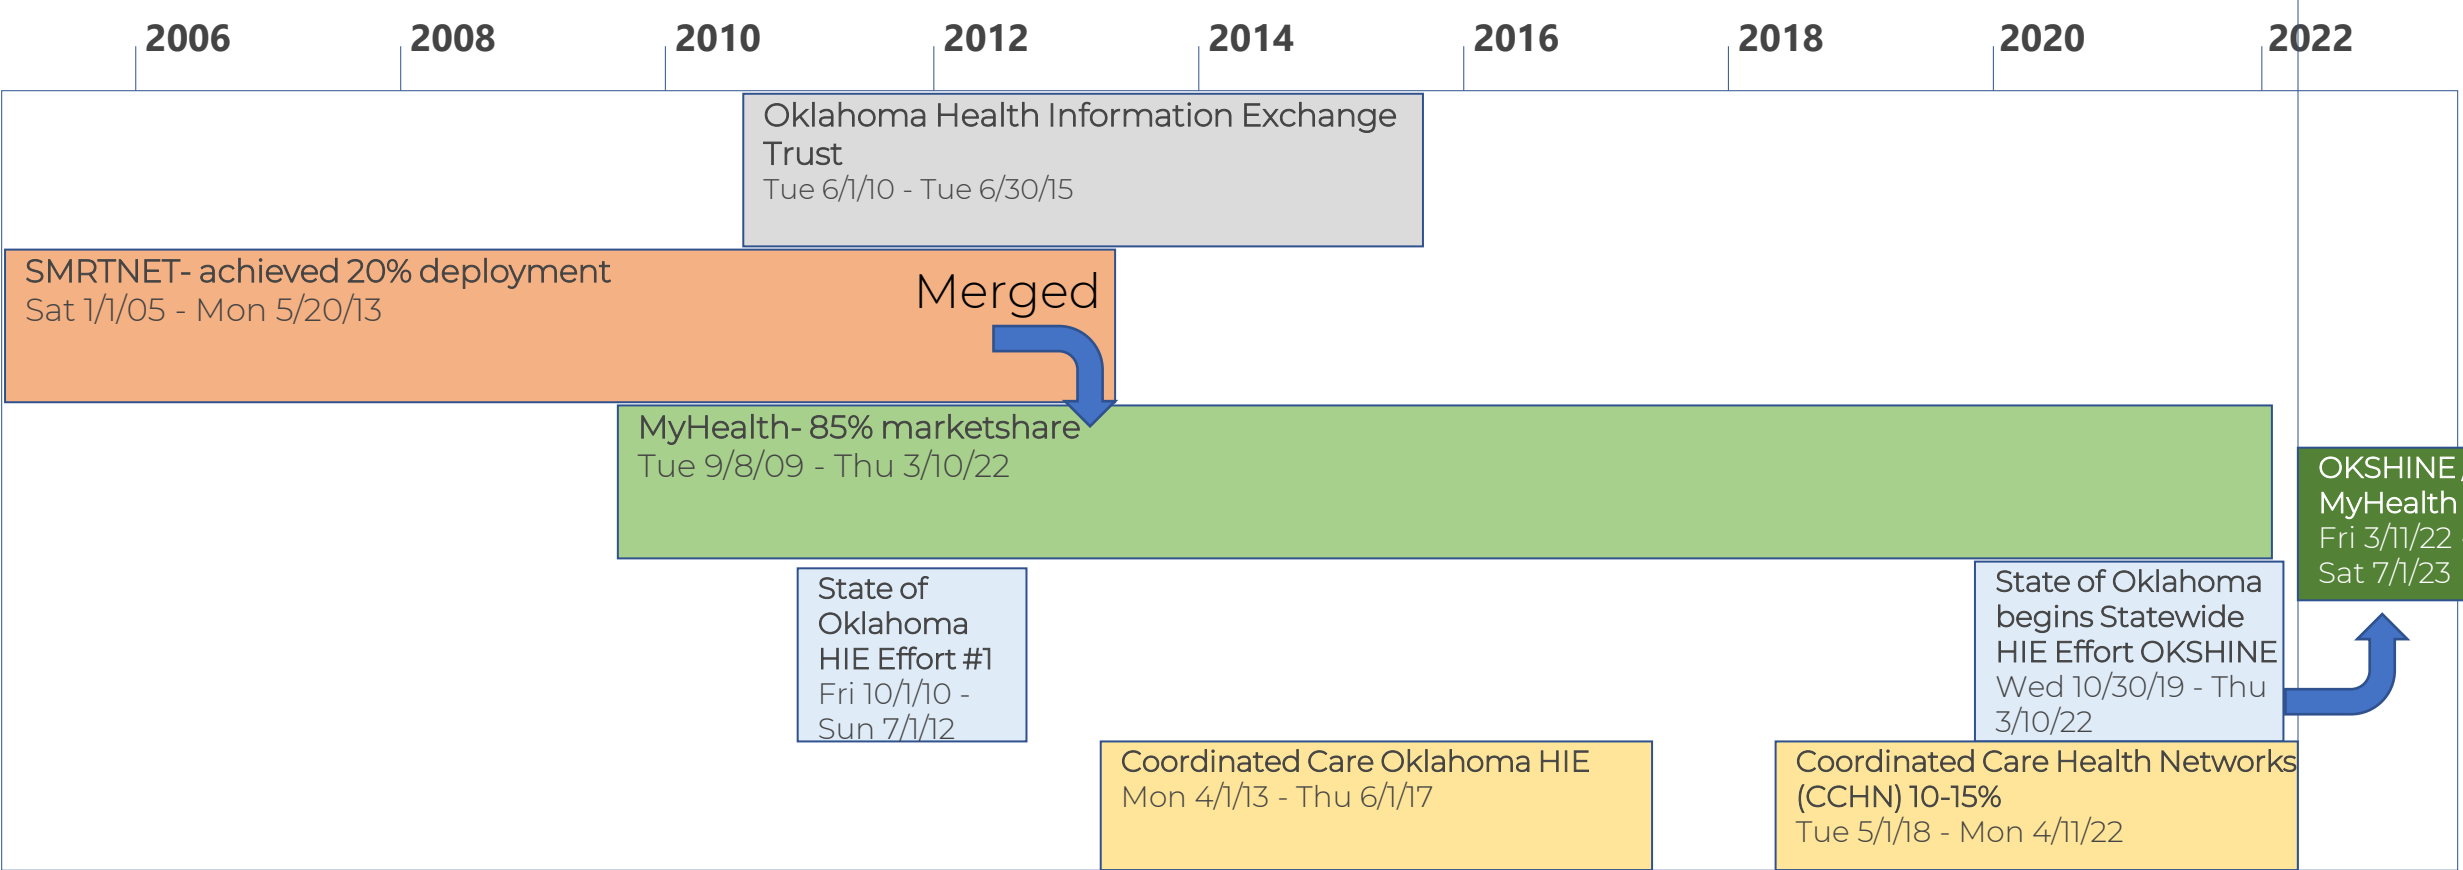 2006 2008 2010 2012 2014 2016 2018 2020 2022
Oklahoma Health Information Exchange
Trust
Tue 6/1/10 - Tue 6/30/15
SMRTNET- achieved 20% deployment
Sat 1/1/05 - Mon 5/20/13
Merged
MyHealth- 85% marketshare
Tue 9/8/09 - Thu 3/10/22
OKSHINE/
MyHealth
Fri 3/11/22 -
Sat 7/1/23
State of
Oklahoma
HIE Effort #1
Fri 10/1/10 -
Sun 7/1/12
State of Oklahoma
begins Statewide
HIE Effort OKSHINE
Wed 10/30/19 - Thu
3/10/22
Coordinated Care Oklahoma HIE
Mon 4/1/13 - Thu 6/1/17
Coordinated Care Health Networks
(CCHN) 10-15%
Tue 5/1/18 - Mon 4/11/22